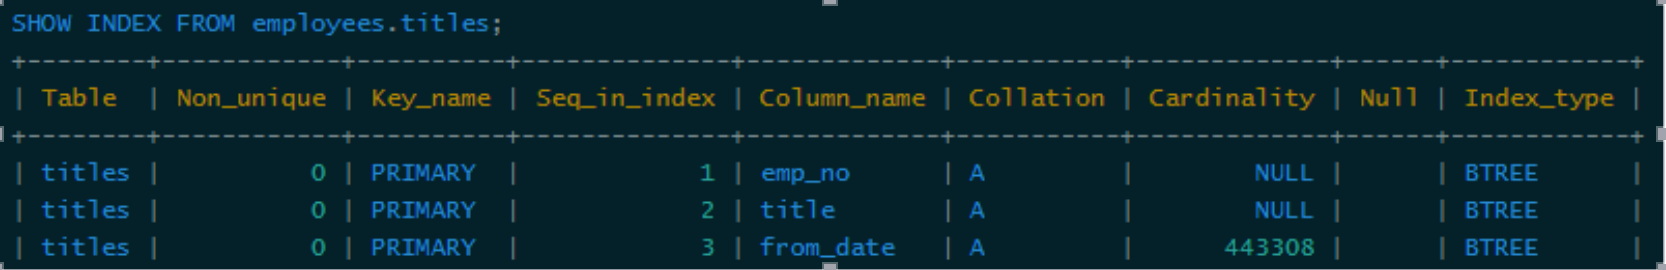 SHOW INDEX FROM employees.titles;
+--------+------------+----------+--------------+-------------+-----------+-------------+------+------------+
| Table  | Non_unique | Key_name | Seq_in_index | Column_name | Collation | Cardinality | Null | Index_type |
+--------+------------+----------+--------------+-------------+-----------+-------------+------+------------+
| titles |          0 | PRIMARY  |            1 | emp_no      | A         |        NULL |      | BTREE      |
| titles |          0 | PRIMARY  |            2 | title       | A         |        NULL |      | BTREE      |
| titles |          0 | PRIMARY  |            3 | from_date   | A         |      443308 |      | BTREE      |